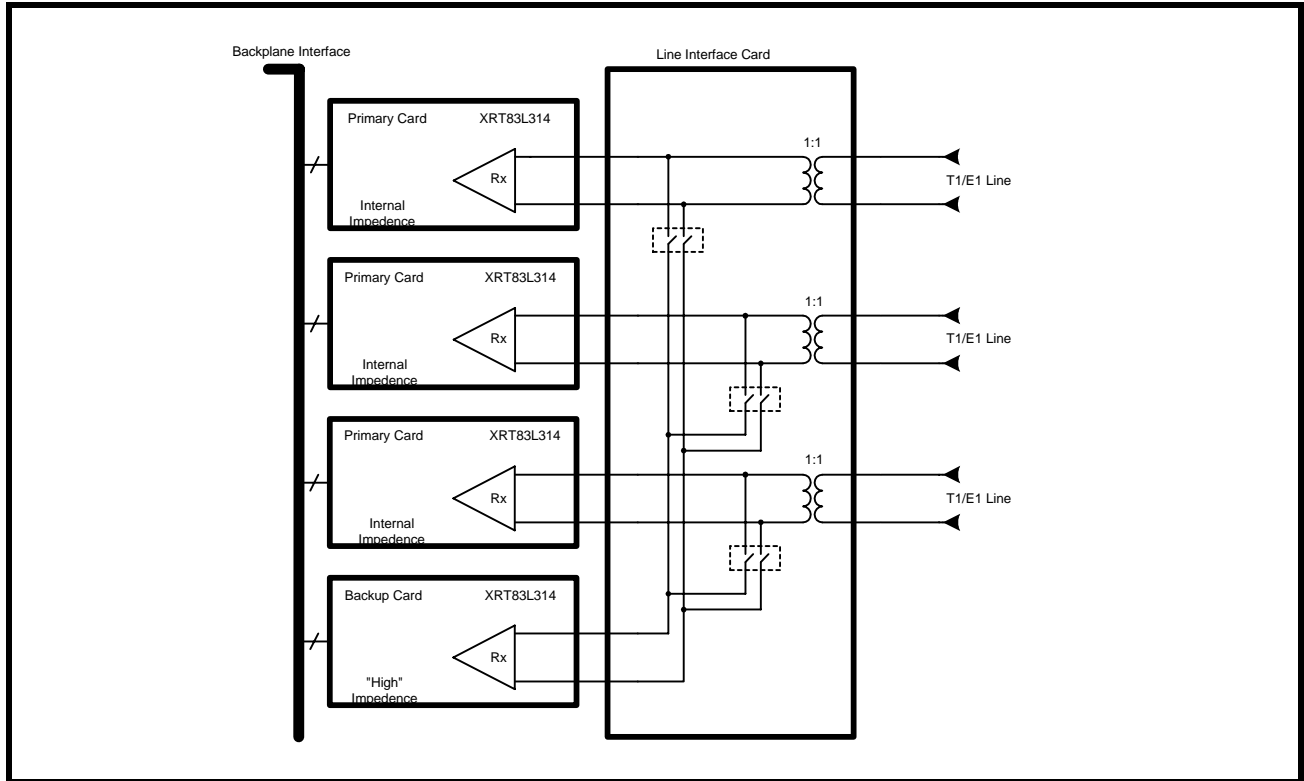 Backplane Interface
Line Interface Card
Primary Card XRT83L314
1:1
Rx
T1/E1 Line
Internal
Impedence
Primary Card XRT83L314
1:1
Rx
T1/E1 Line
Internal
Impedence
Primary Card XRT83L314
1:1
Rx
T1/E1 Line
Internal
Impedence
Backup Card XRT83L314
Rx
"High"
Impedence